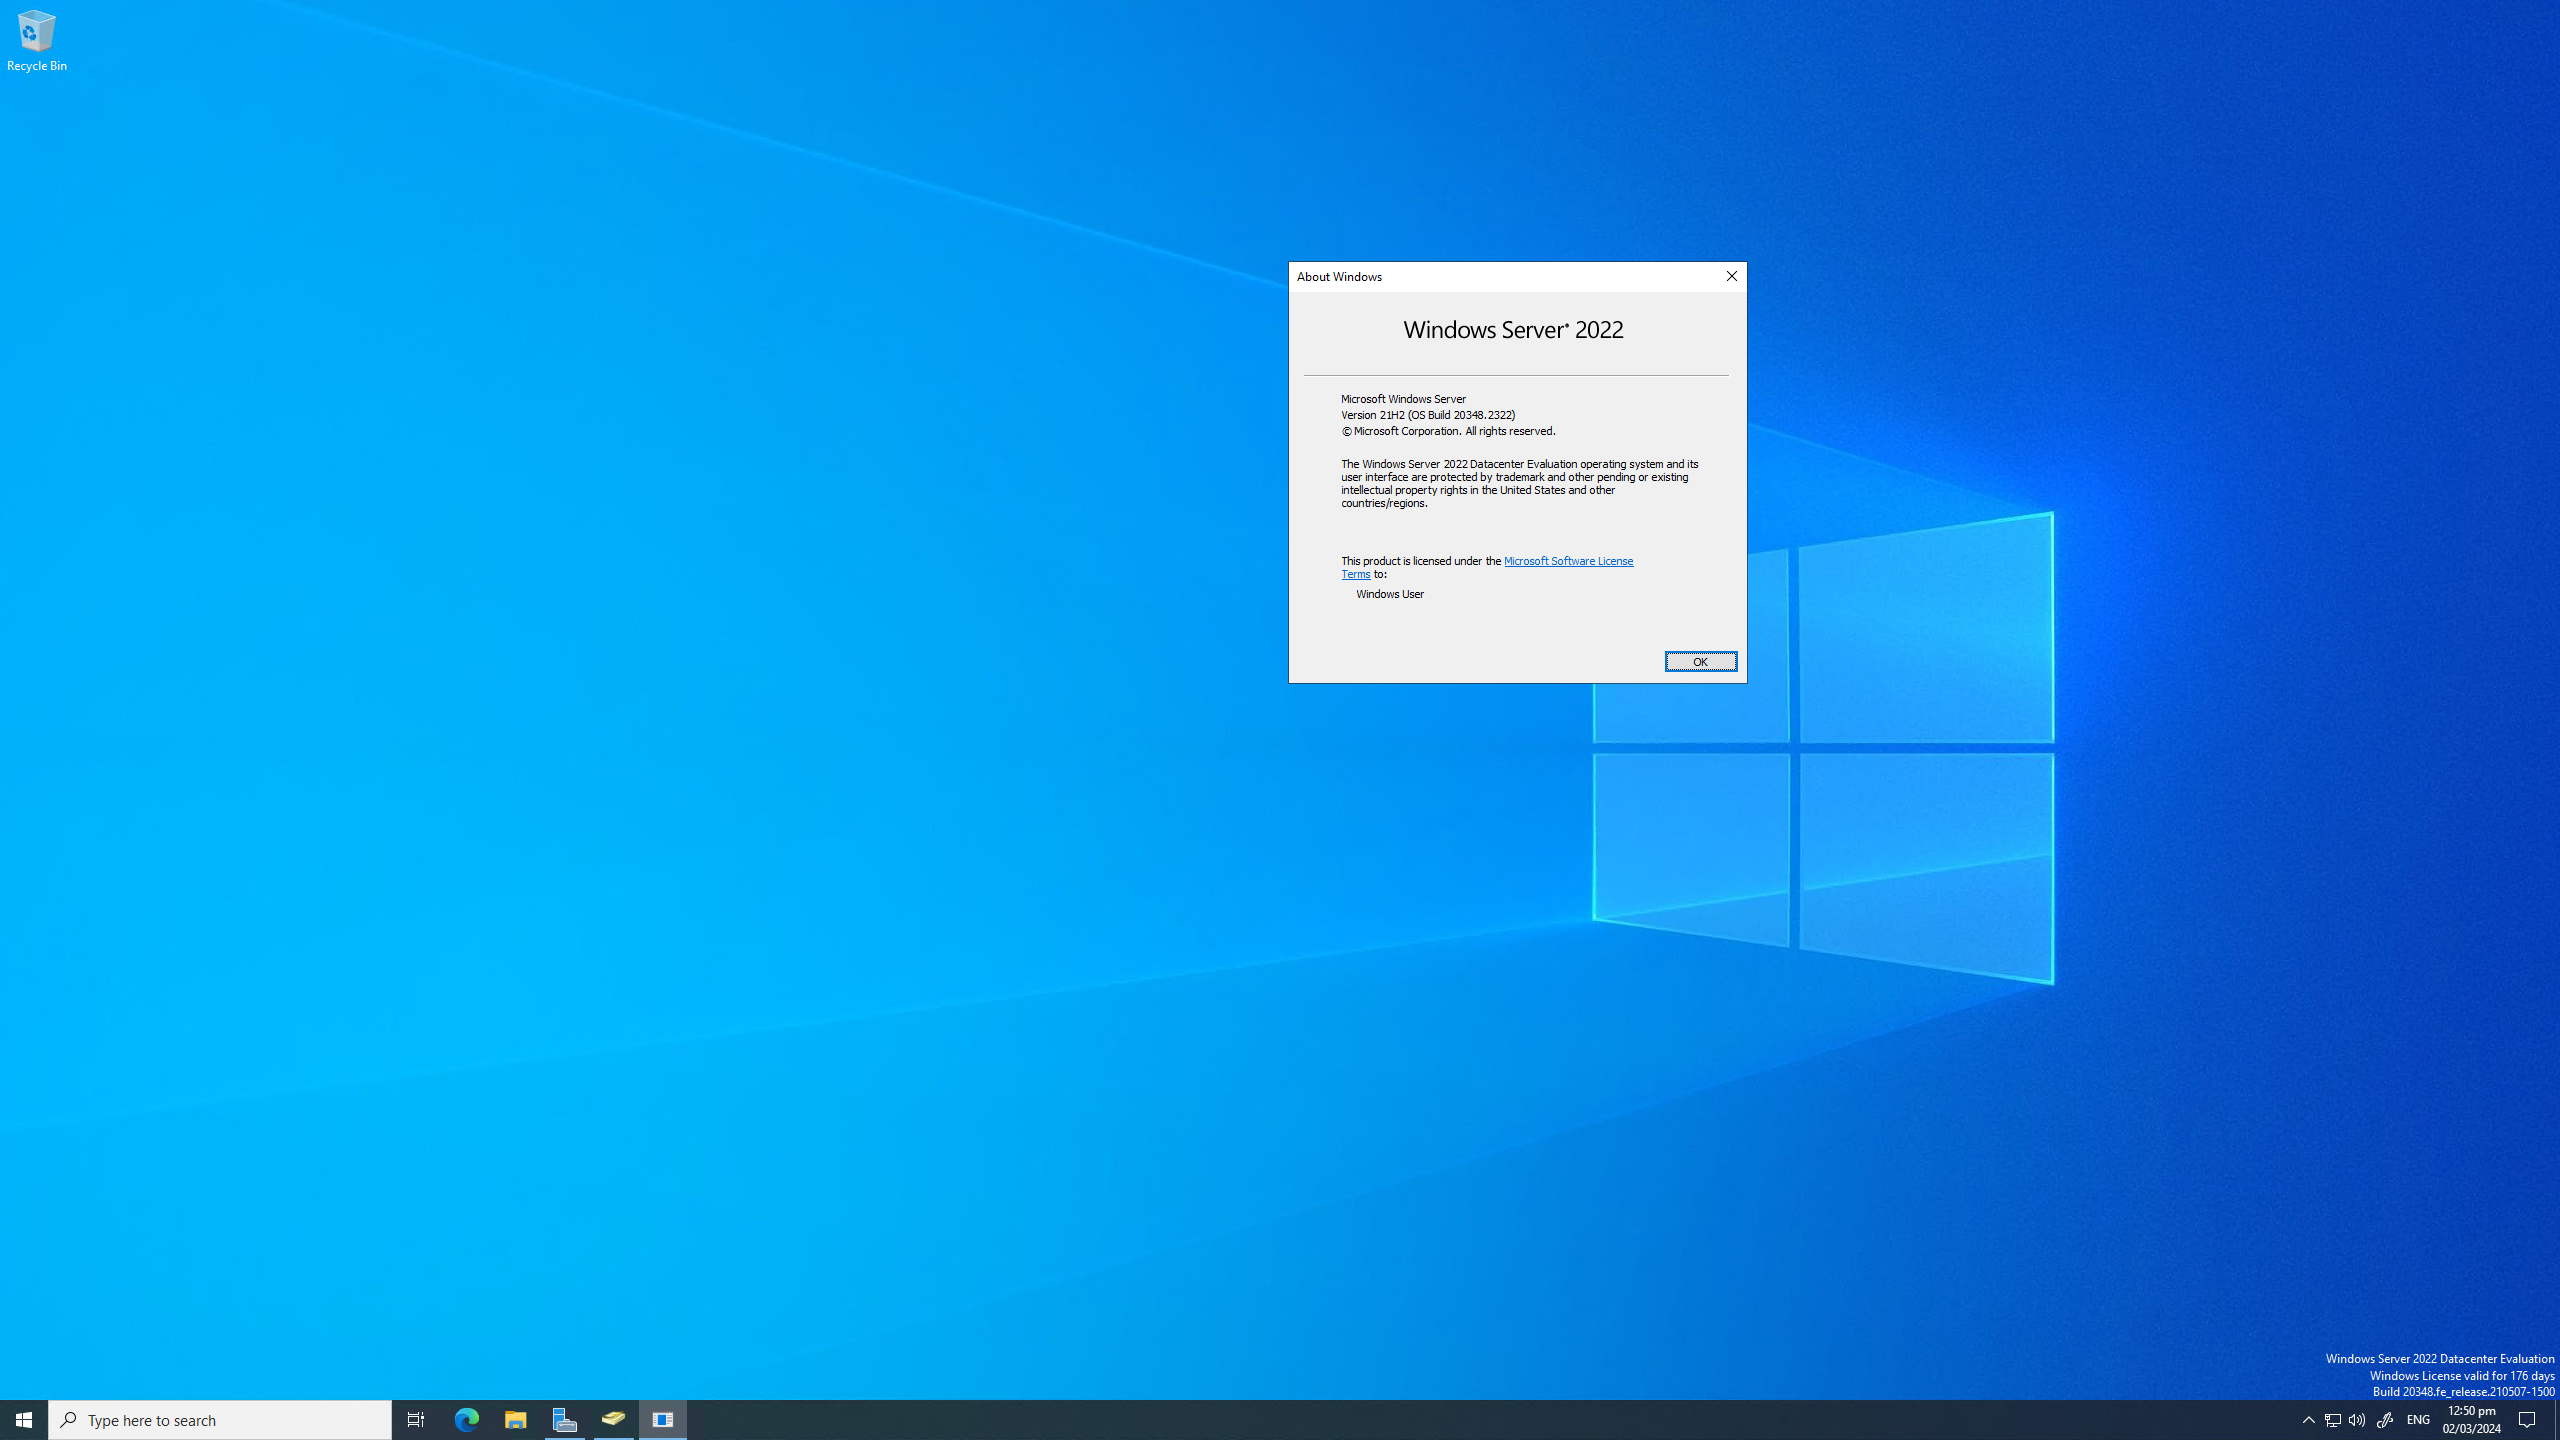 Recycle Bin
About Windows
Windows Server® 2022
Microsoft Windows Server
Version 21H2 (OS Build 20348.2322)
© Microsoft Corporation. All rights reserved.
The Windows Server 2022 Datacenter Evaluation operating system and its
user interface are protected by trademark and other pending or existing
intellectual property rights in the United States and other
countries/regions.
This product is licensed under the Microsoft Software License
Terms to:
Windows User
OK
Windows Server 2022 Datacenter Evaluation
Windows License valid for 176 days
Build 20348.fe_release.210507-1500
Type here to search
ENG
12:50 pm
02/03/2024